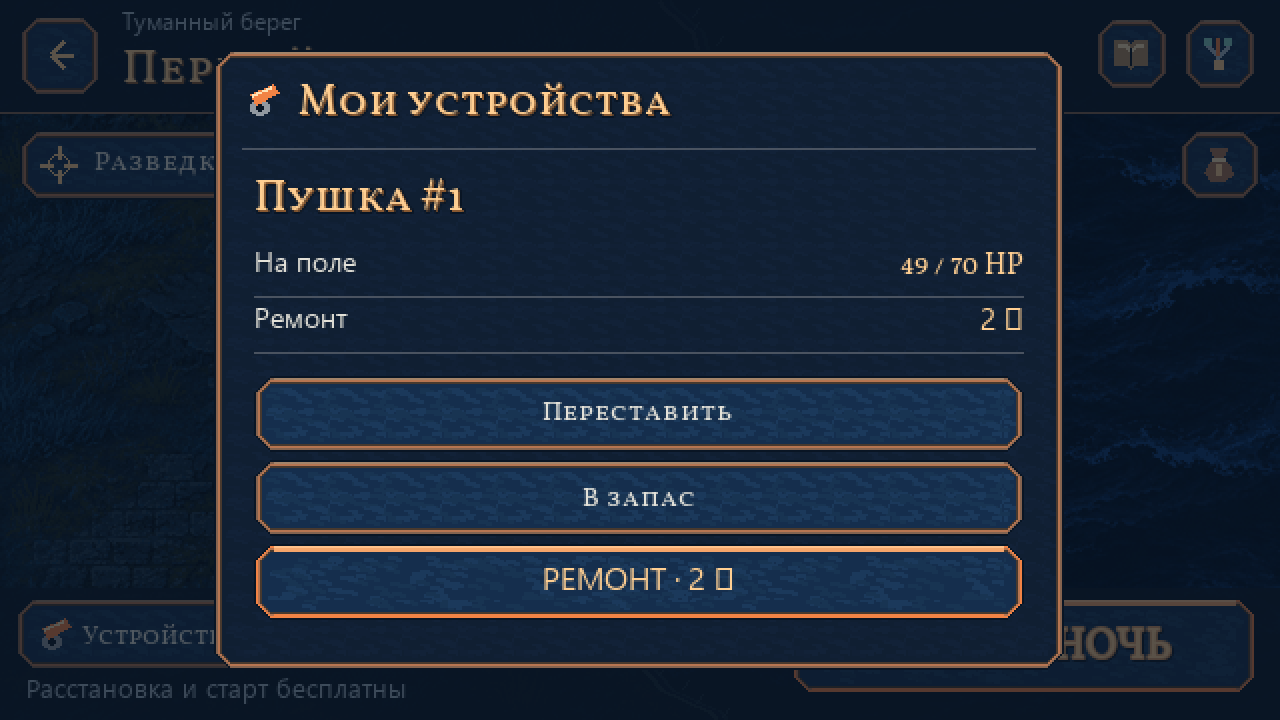 Туманный берег
Мои устройства
Пушка #1
На поле 49 / 70 HP
Ремонт 2
Переставить
В запас
РЕМОНТ · 2
Расстановка и старт бесплатны